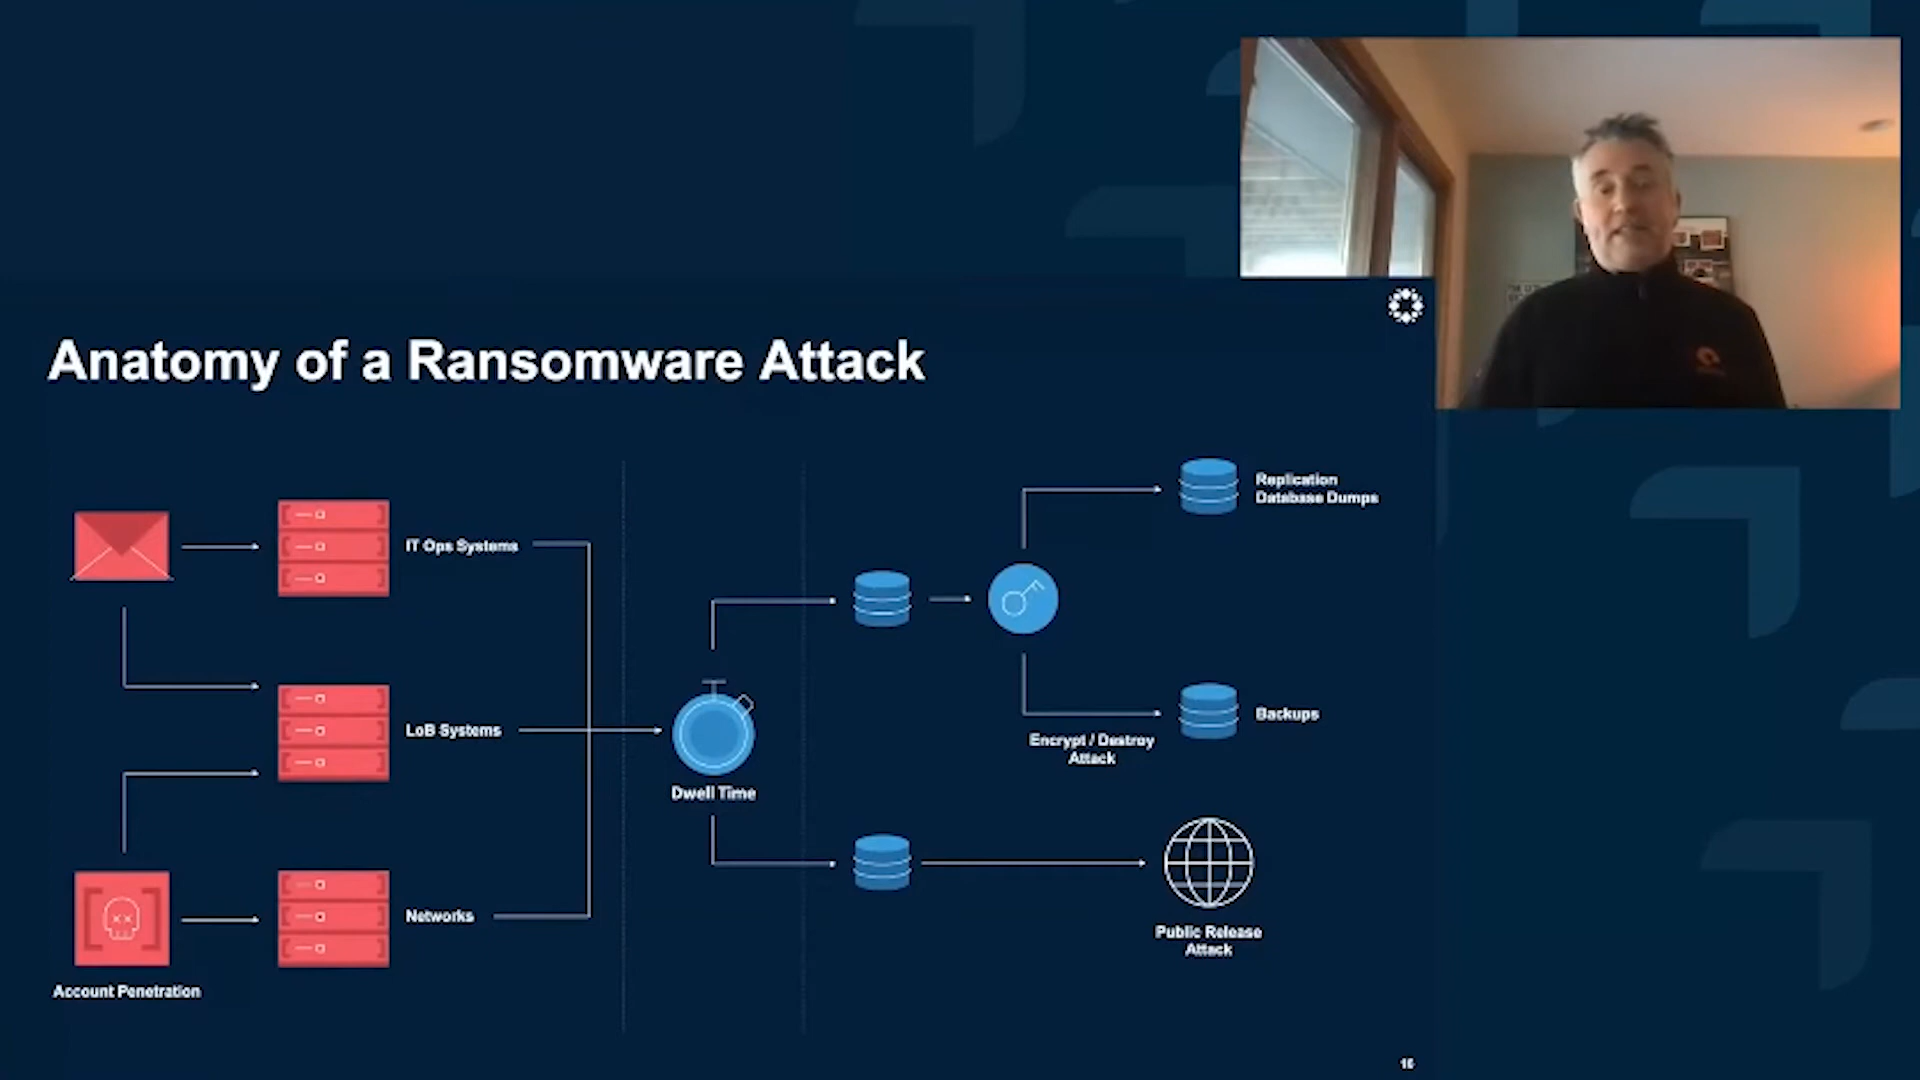 Anatomy of a Ransomware Attack
IT Ops Systems
LoB Systems
Networks
Account Penetration
Dwell Time
Replication
Database Dumps
Backups
Encrypt / Destroy
Attack
Public Release
Attack